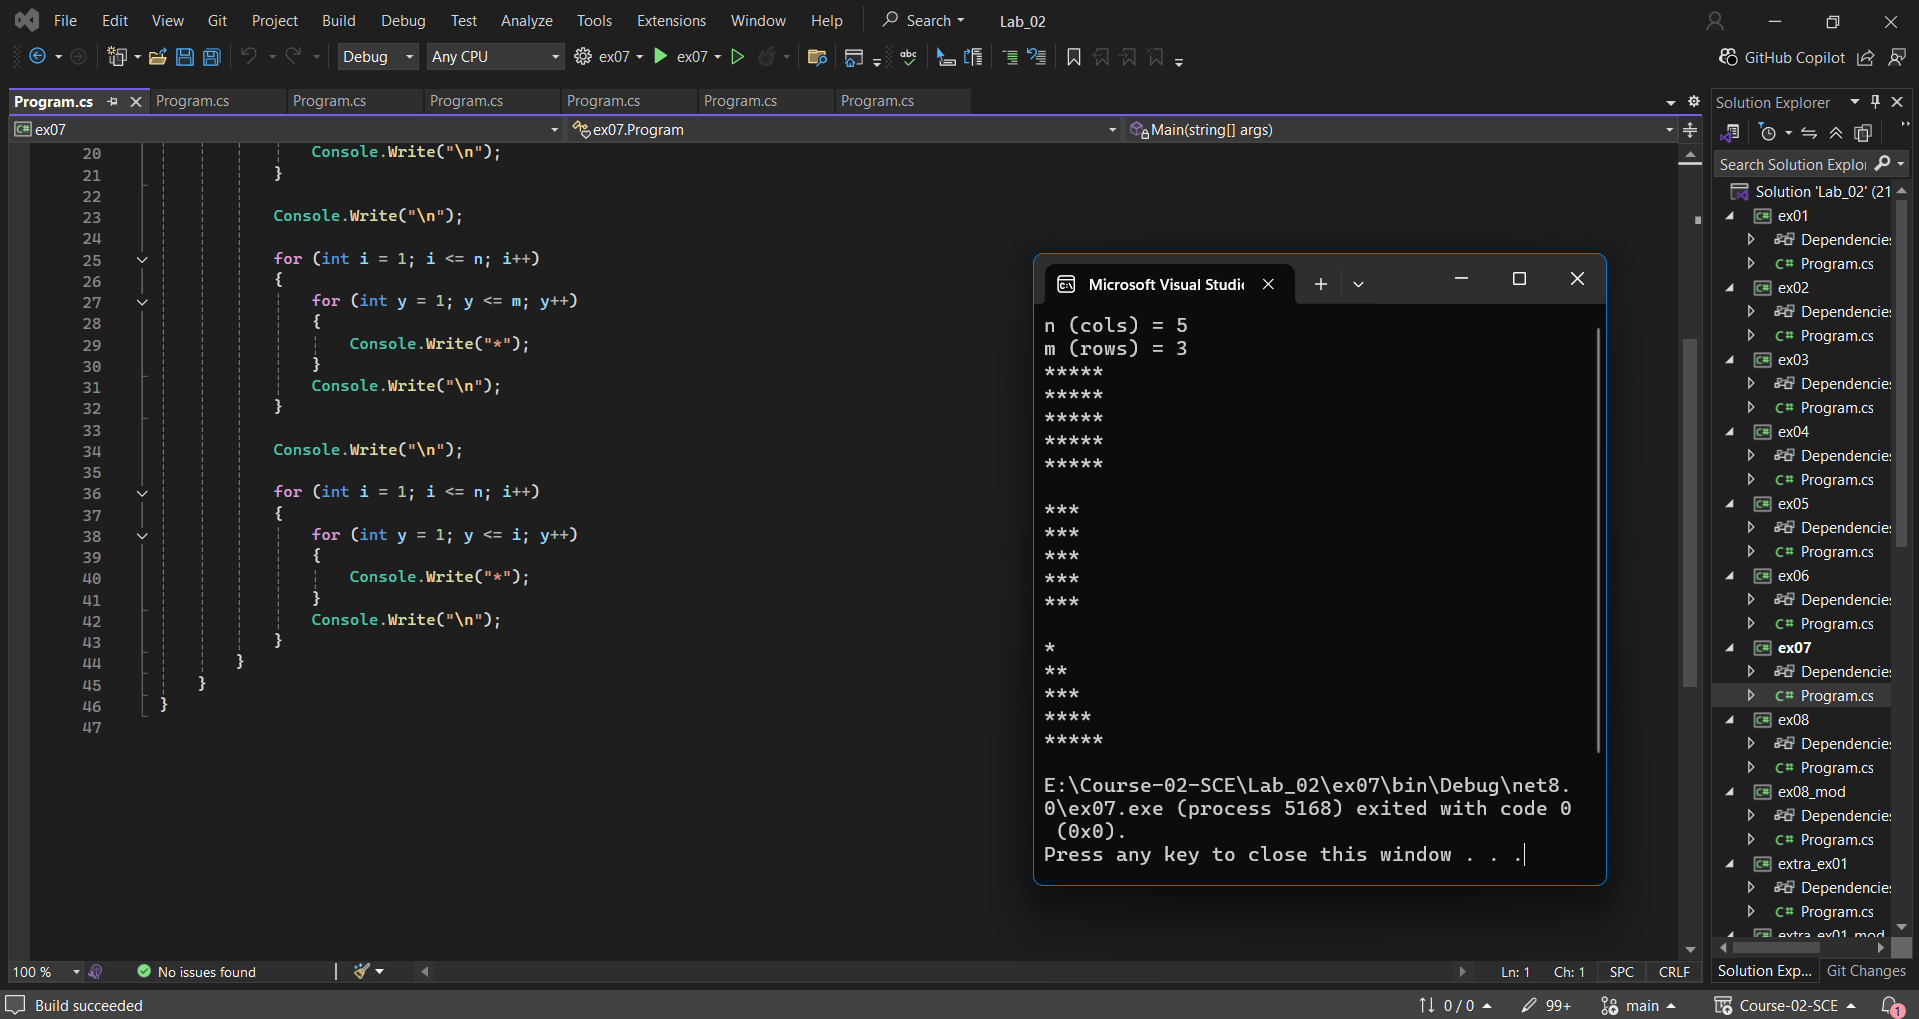 File Edit View Git Project Build Debug Test Analyze Tools Extensions Window Help Search Lab_02
Debug Any CPU ex07 ex07 abc GitHub Copilot
Program.cs Program.cs Program.cs Program.cs Program.cs Program.cs Program.cs
C# ex07 ex07.Program Main(string[] args)
20 Console.Write("\n");
21 }
22
23 Console.Write("\n");
24
25 for (int i = 1; i <= n; i++)
26 {
27 for (int y = 1; y <= m; y++)
28 {
29 Console.Write("*");
30 }
31 Console.Write("\n");
32 }
33
34 Console.Write("\n");
35
36 for (int i = 1; i <= n; i++)
37 {
38 for (int y = 1; y <= i; y++)
39 {
40 Console.Write("*");
41 }
42 Console.Write("\n");
43 }
44 }
45 }
46 }
47
Microsoft Visual Studi
n (cols) = 5
m (rows) = 3
*****
*****
*****
*****
*****
***
***
***
***
***
*
**
***
****
*****
E:\Course-02-SCE\Lab_02\ex07\bin\Debug\net8.
0\ex07.exe (process 5168) exited with code 0
(0x0).
Press any key to close this window . . .
Solution Explorer
Search Solution Explo
Solution 'Lab_02' (21
C# ex01
Dependencie
C# Program.cs
C# ex02
Dependencie
C# Program.cs
C# ex03
Dependencie
C# Program.cs
C# ex04
Dependencie
C# Program.cs
C# ex05
Dependencie
C# Program.cs
C# ex06
Dependencie
C# Program.cs
C# ex07
Dependencie
C# Program.cs
C# ex08
Dependencie
C# Program.cs
C# ex08_mod
Dependencie
C# Program.cs
C# extra_ex01
Dependencie
C# Program.cs
extra_ex01_mod
100 % No issues found Ln: 1 Ch: 1 SPC CRLF
Solution Exp... Git Changes
Build succeeded 0 / 0 99+ main Course-02-SCE 1